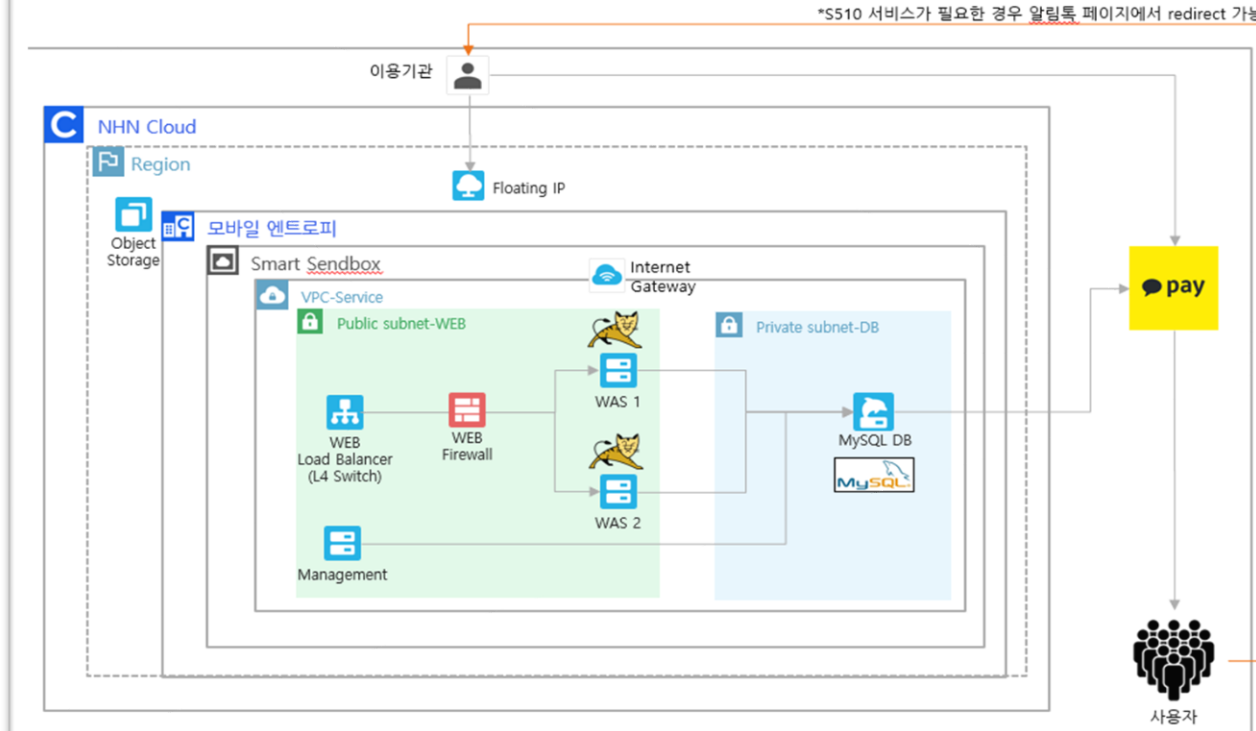 *S510 서비스가 필요한 경우 알림톡 페이지에서 redirect 가능
이용기관
C NHN Cloud
Region
Floating IP
Object
Storage
C 모바일 엔트로피
Smart Sendbox
Internet
Gateway
VPC-Service
Public subnet-WEB
Private subnet-DB
pay
WAS 1
WEB
Load Balancer
(L4 Switch)
WEB
Firewall
MySQL DB
MySQL
WAS 2
Management
사용자